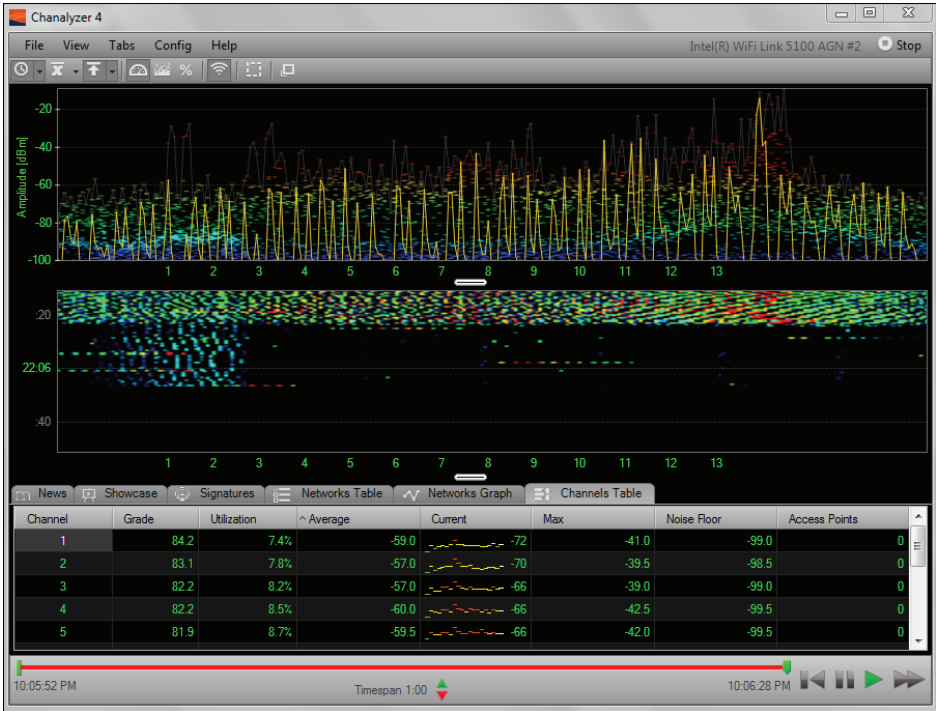 Chanalyzer 4
File View Tabs Config Help Intel(R) WiFi Link 5100 AGN #2 Stop
%
Amplitude [dBm]
-20
-40
-60
-80
-100
1 2 3 4 5 6 7 8 9 10 11 12 13
:20
22:06
:40
1 2 3 4 5 6 7 8 9 10 11 12 13
News Showcase Signatures Networks Table Networks Graph Channels Table
Channel Grade Utilization Average Current Max Noise Floor Access Points
1 84.2 7.4% -59.0 -72 -41.0 -99.0 0
2 83.1 7.8% -57.0 -70 -39.5 -98.5 0
3 82.2 8.2% -57.0 -66 -39.0 -99.0 0
4 82.2 8.5% -60.0 -66 -42.5 -99.5 0
5 81.9 8.7% -59.5 -66 -42.0 -99.5 0
10:05:52 PM Timespan 1:00 10:06:28 PM